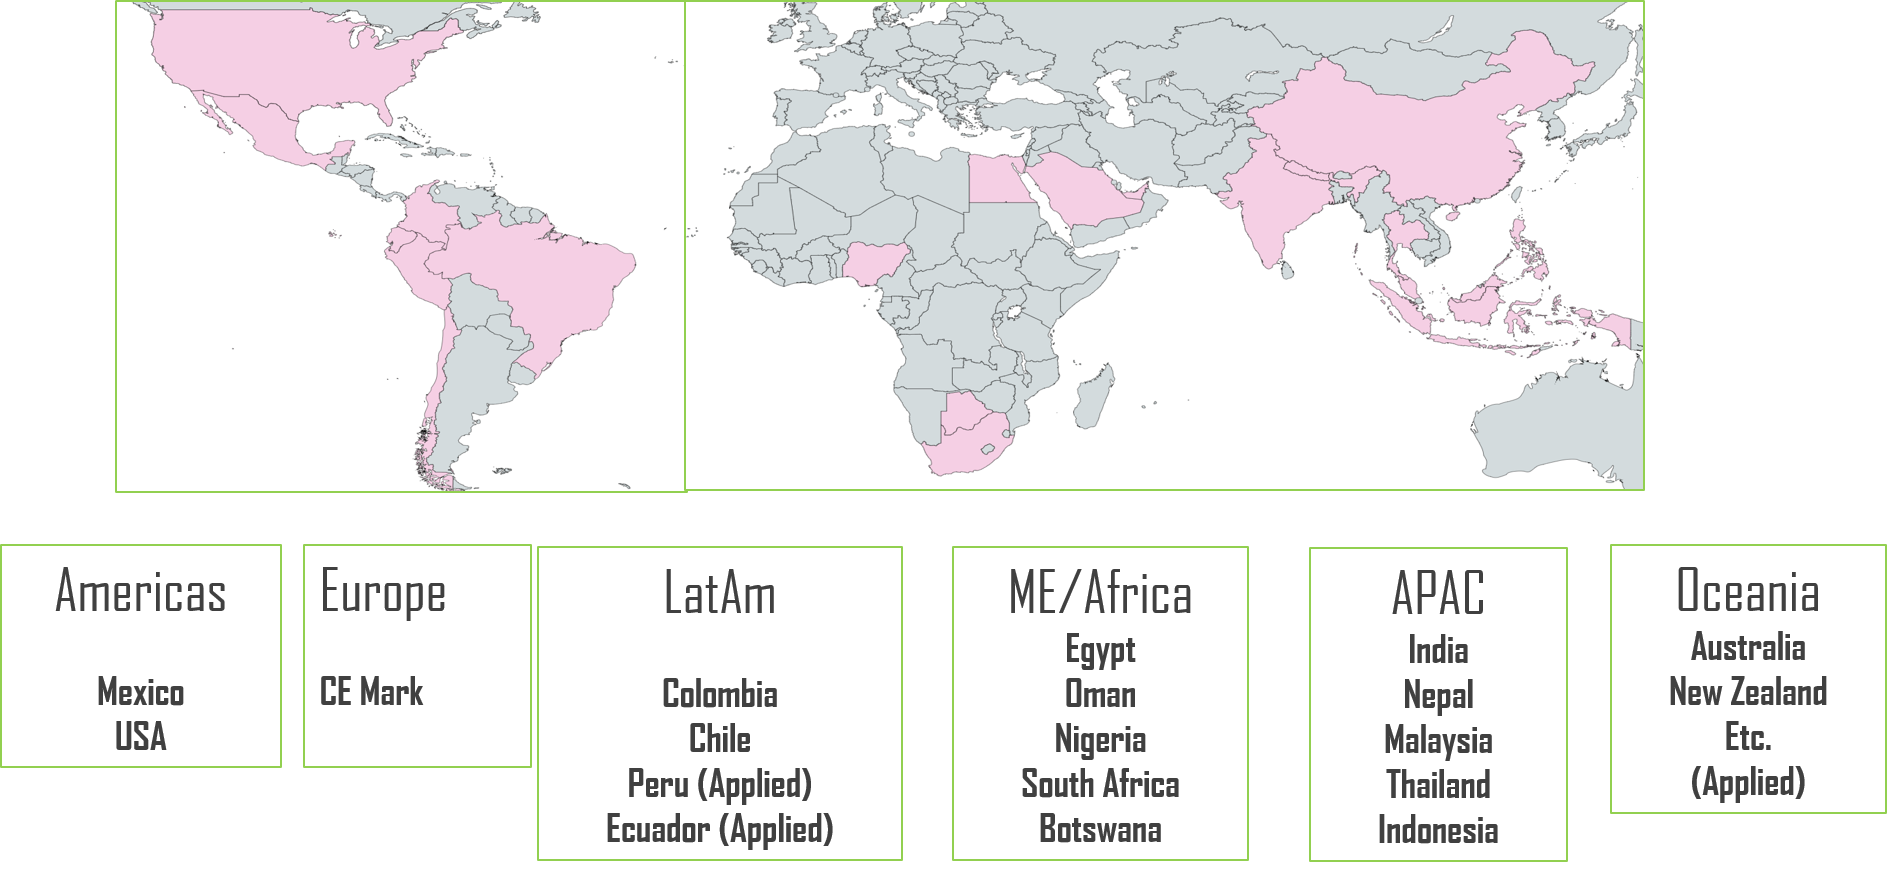 Americas
Mexico
USA
Europe
CE Mark
LatAm
Colombia
Chile
Peru (Applied)
Ecuador (Applied)
ME/Africa
Egypt
Oman
Nigeria
South Africa
Botswana
APAC
India
Nepal
Malaysia
Thailand
Indonesia
Oceania
Australia
New Zealand
Etc.
(Applied)